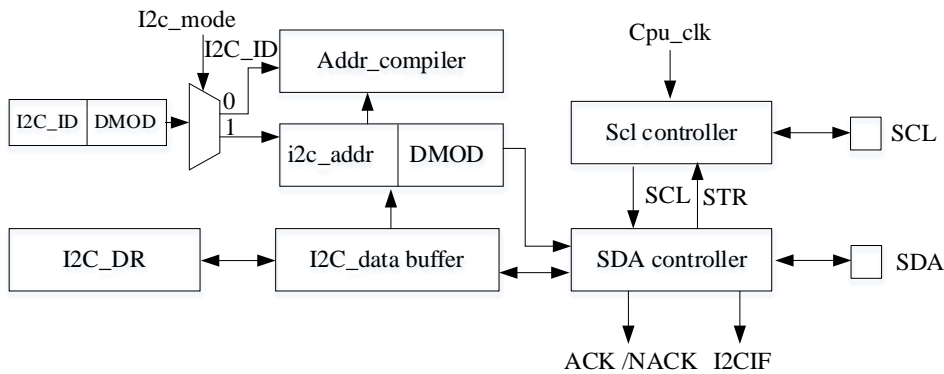 I2c_mode
I2C_ID
Addr_compiler
Cpu_clk
I2C_ID DMOD
0
1
i2c_addr DMOD
Scl controller
SCL
SCL STR
I2C_DR
I2C_data buffer
SDA controller
SDA
ACK /NACK I2CIF